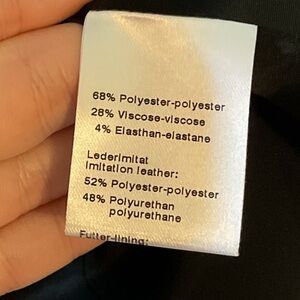 68% Polyester-polyester
28% Viscose-viscose
4% Elasthan-elastane
Lederimitat
Imitation leather:
52% Polyester-polyester
48% Polyurethan
polyurethane
Futter-lining: